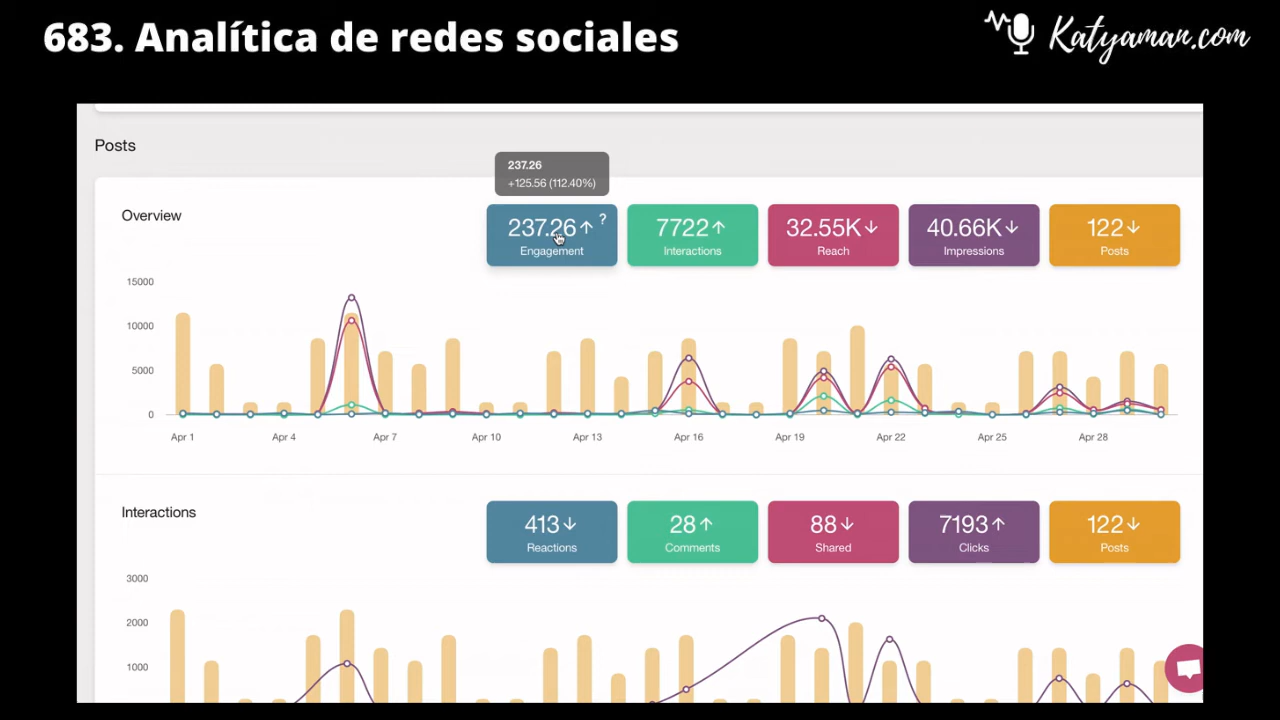 683. Analítica de redes sociales
Katyaman.com
Posts
237.26
+125.56 (112.40%)
Overview
237.26↑ ?
Engagement
7722↑
Interactions
32.55K↓
Reach
40.66K↓
Impressions
122↓
Posts
15000
10000
5000
0
Apr 1 Apr 4 Apr 7 Apr 10 Apr 13 Apr 16 Apr 19 Apr 22 Apr 25 Apr 28
Interactions
413↓
Reactions
28↑
Comments
88↓
Shared
7193↑
Clicks
122↓
Posts
3000
2000
1000